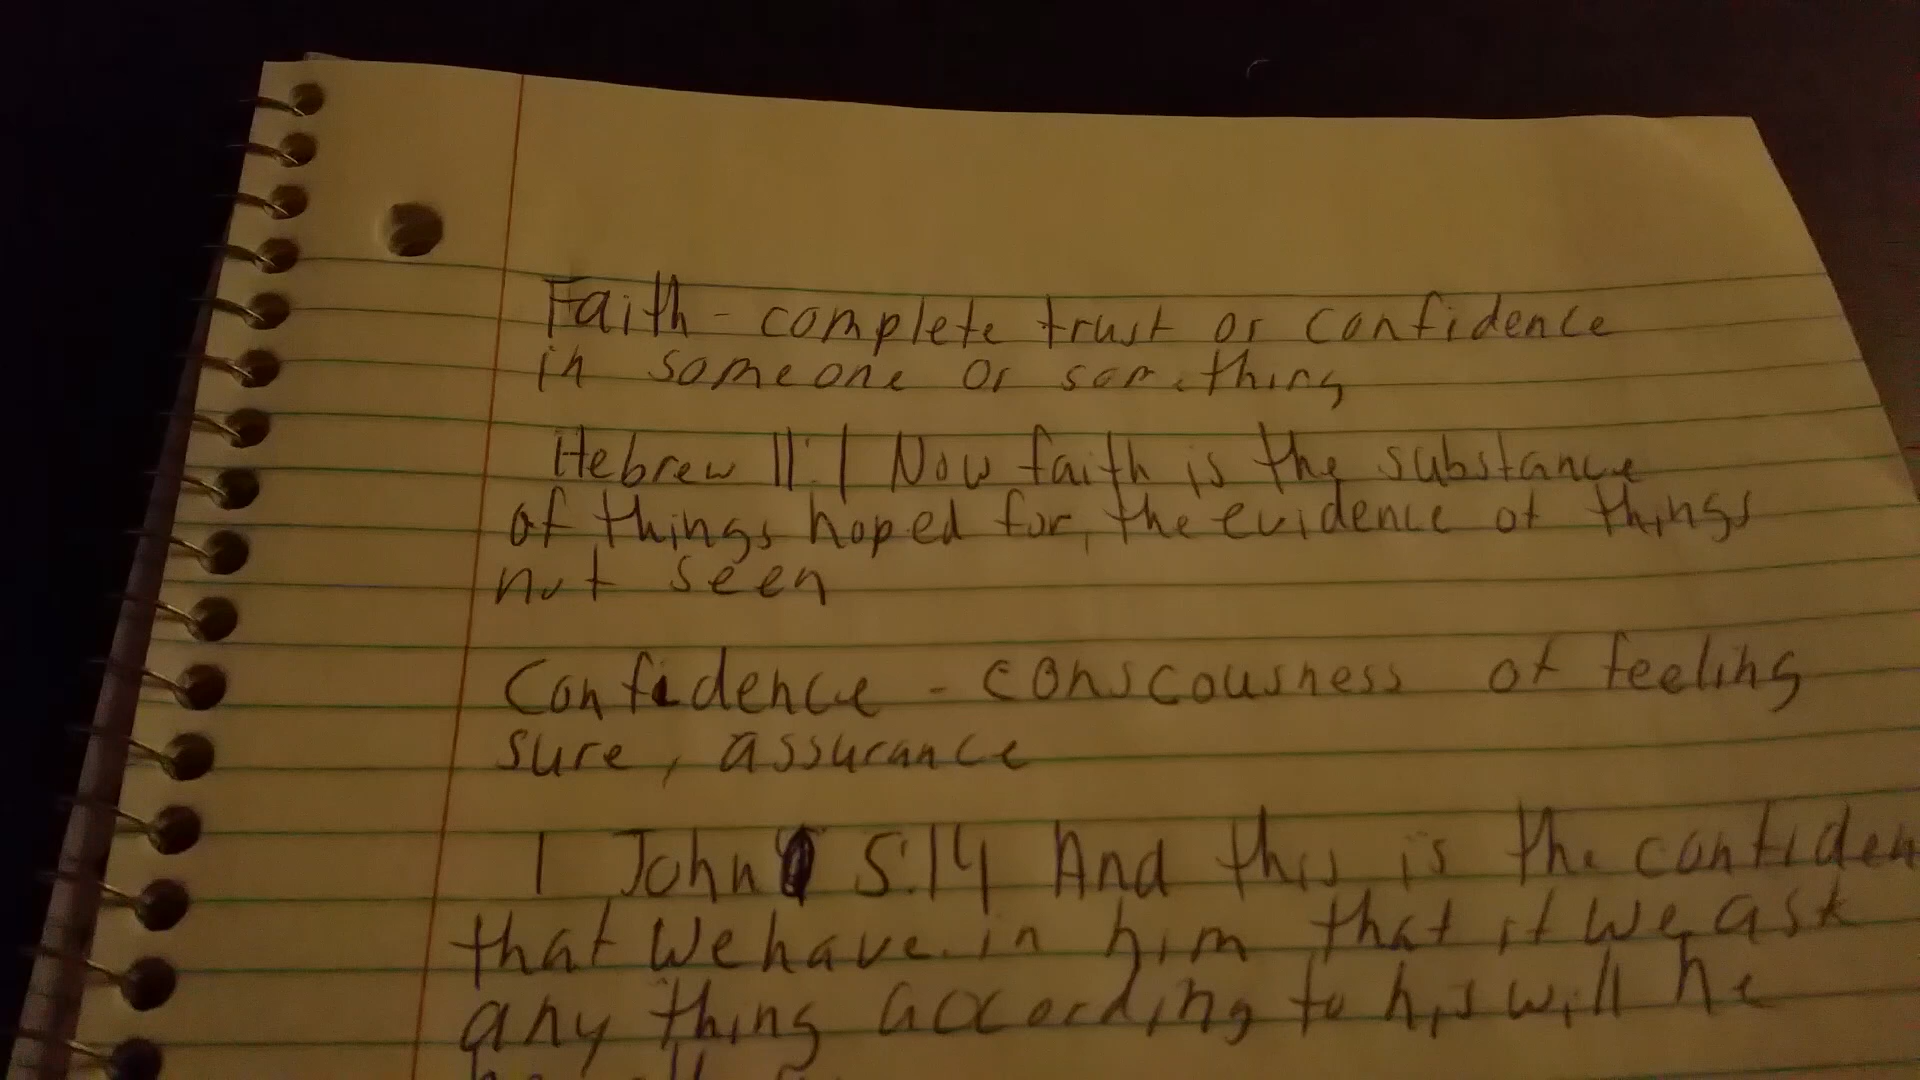 Faith - complete trust or confidence
in someone or something
Hebrew 11:1 Now faith is the substance
of things hoped for, the evidence of things
not seen
Confidence - conscousness of feeling
sure, assurance
1 John 5:14 And this is the confiden
that we have in him that if we ask
any thing according to his will he